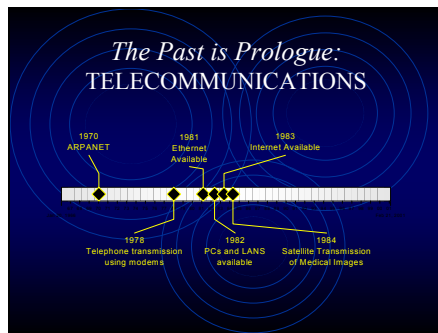 The Past is Prologue:
TELECOMMUNICATIONS
1970
ARPANET
1981
Ethernet
Available
1983
Internet Available
1978
Telephone transmission
using modems
1982
PCs and LANS
available
1984
Satellite Transmission
of Medical Images